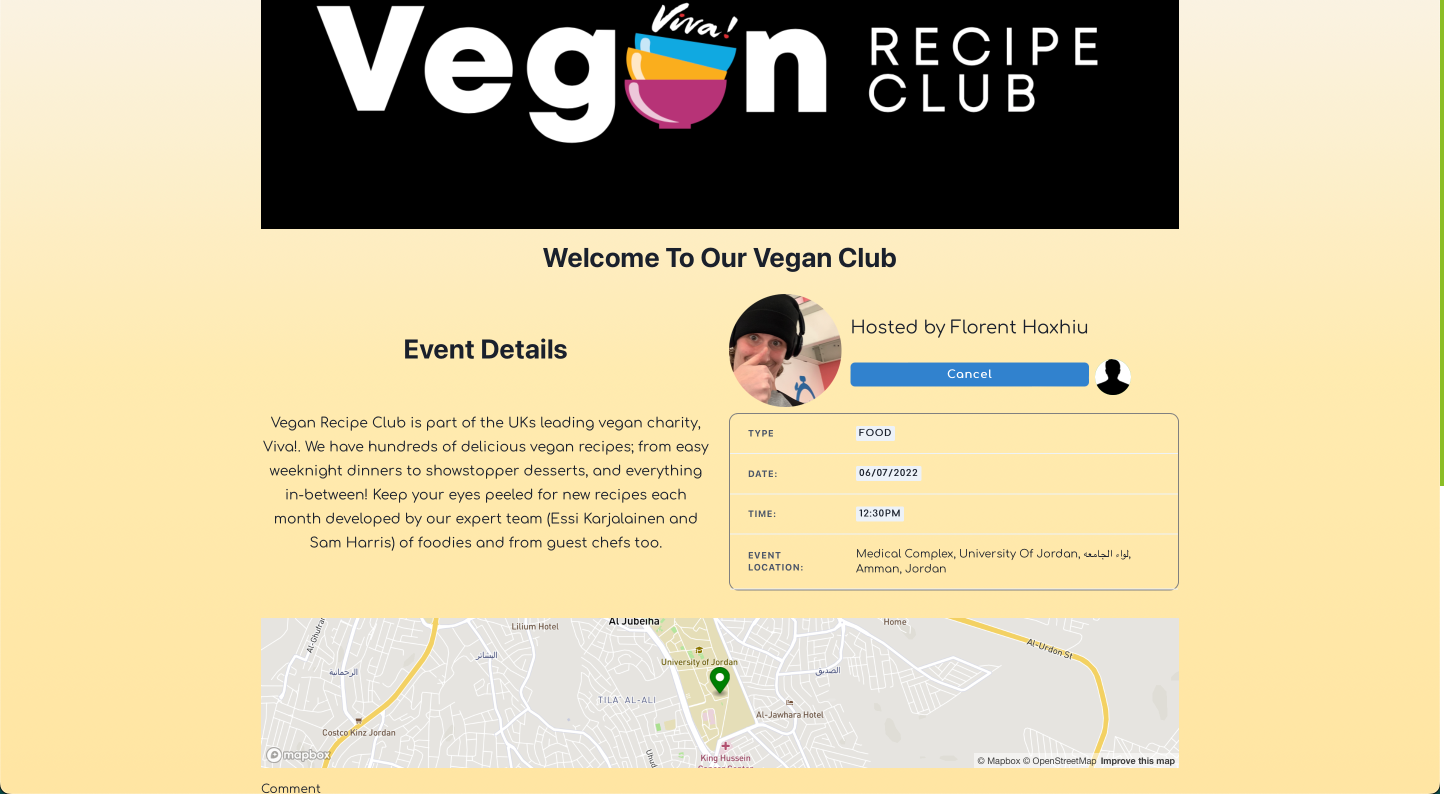 Viva!
Vegan
RECIPE
CLUB
Welcome To Our Vegan Club
Event Details
Hosted by Florent Haxhiu
Cancel
Vegan Recipe Club is part of the UKs leading vegan charity,
Viva!. We have hundreds of delicious vegan recipes; from easy
weeknight dinners to showstopper desserts, and everything
in-between! Keep your eyes peeled for new recipes each
month developed by our expert team (Essi Karjalainen and
Sam Harris) of foodies and from guest chefs too.
TYPE
FOOD
DATE:
06/07/2022
TIME:
12:30PM
EVENT
LOCATION:
Medical Complex, University Of Jordan, لواء الجامعه,
Amman, Jordan
Al Jubeiha
Lilium Hotel
Home
Al-Ghufran
Al-Urdon St
النشائر
University of Jordan
الرحمانية
الصديق
TILA' AL-ALI
Al-Jawhara Hotel
Costco Kinz Jordan
Uhud
King Hussein
mapbox
© Mapbox © OpenStreetMap Improve this map
Comment